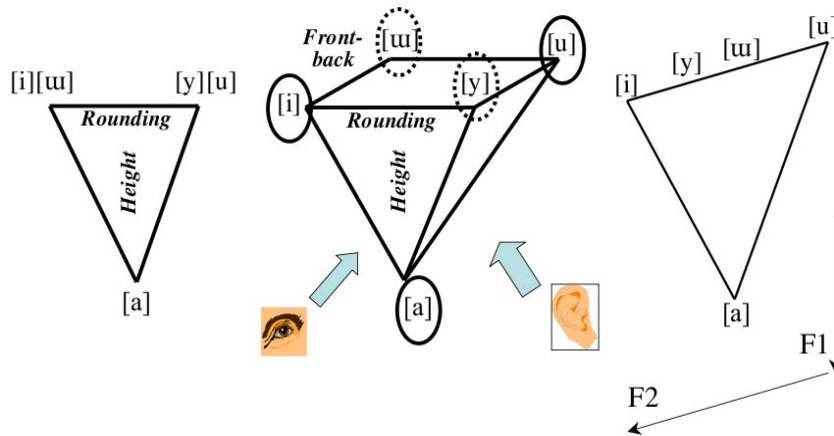 [i][ɯ]
[y][u]
Rounding
Height
[a]
Front-
back
[ɯ]
[u]
[i]
[y]
Rounding
Height
[a]
[u]
[ɯ]
[y]
[i]
[a]
F1
F2